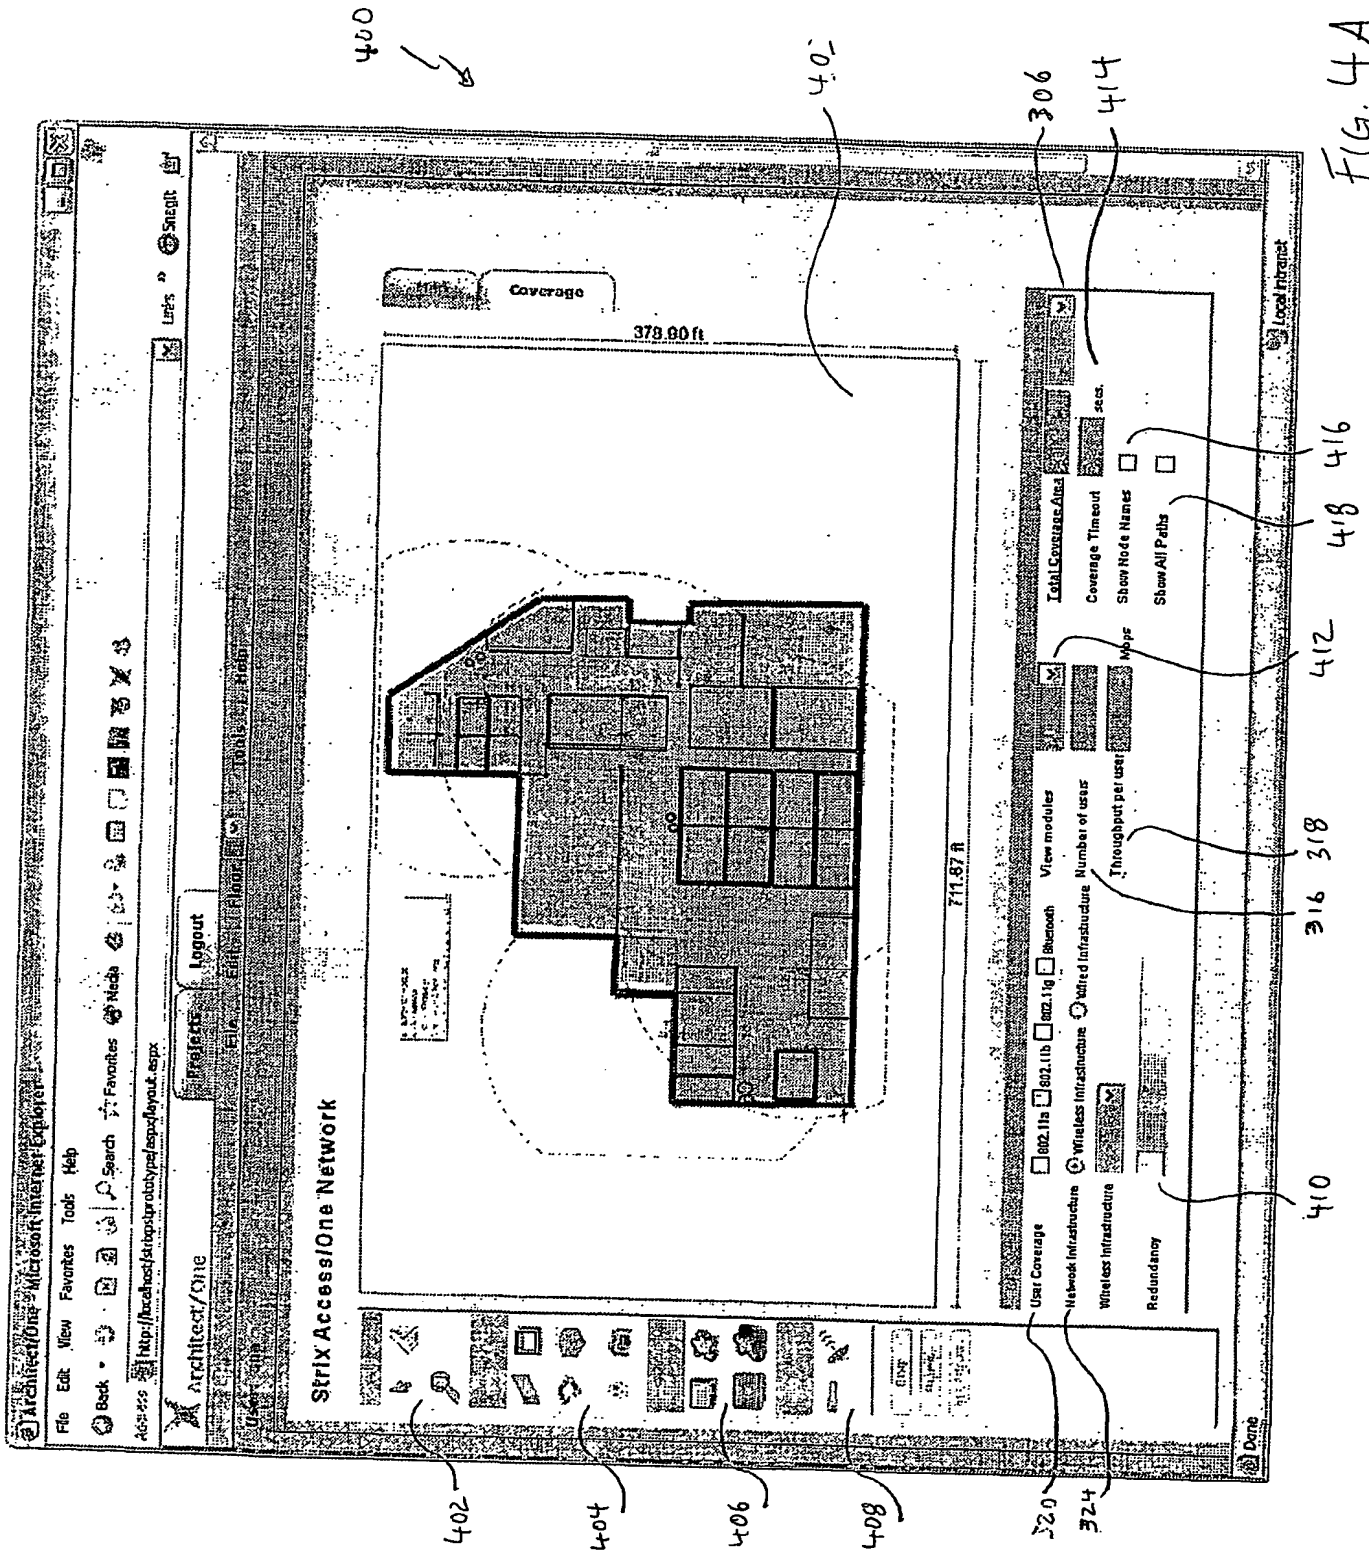 Architect/One - Microsoft Internet Explorer
File Edit View Favorites Tools Help
Back Search Favorites Media
Address http://localhost/strixpstprototype/aspx/layout.aspx Links » SnagIt
Architect/One
Projects Logout
File Edit Floor Tools Help
Strix Access/One Network
Coverage
378.80 ft
711.87 ft
Grid
User Coverage 802.11a 802.11b 802.11g Bluetooth
Network Infrastructure Wireless Infrastructure Wired Infrastructure
Wireless Infrastructure
Redundancy
View modules
Number of users
Throughput per user Mbps
Total Coverage Area
Coverage Timeout secs.
Show Node Names
Show All Paths
Done Local intranet
400
402
404
406
408
320
324
410
316
318
412
418
416
306
414
FIG. 4A